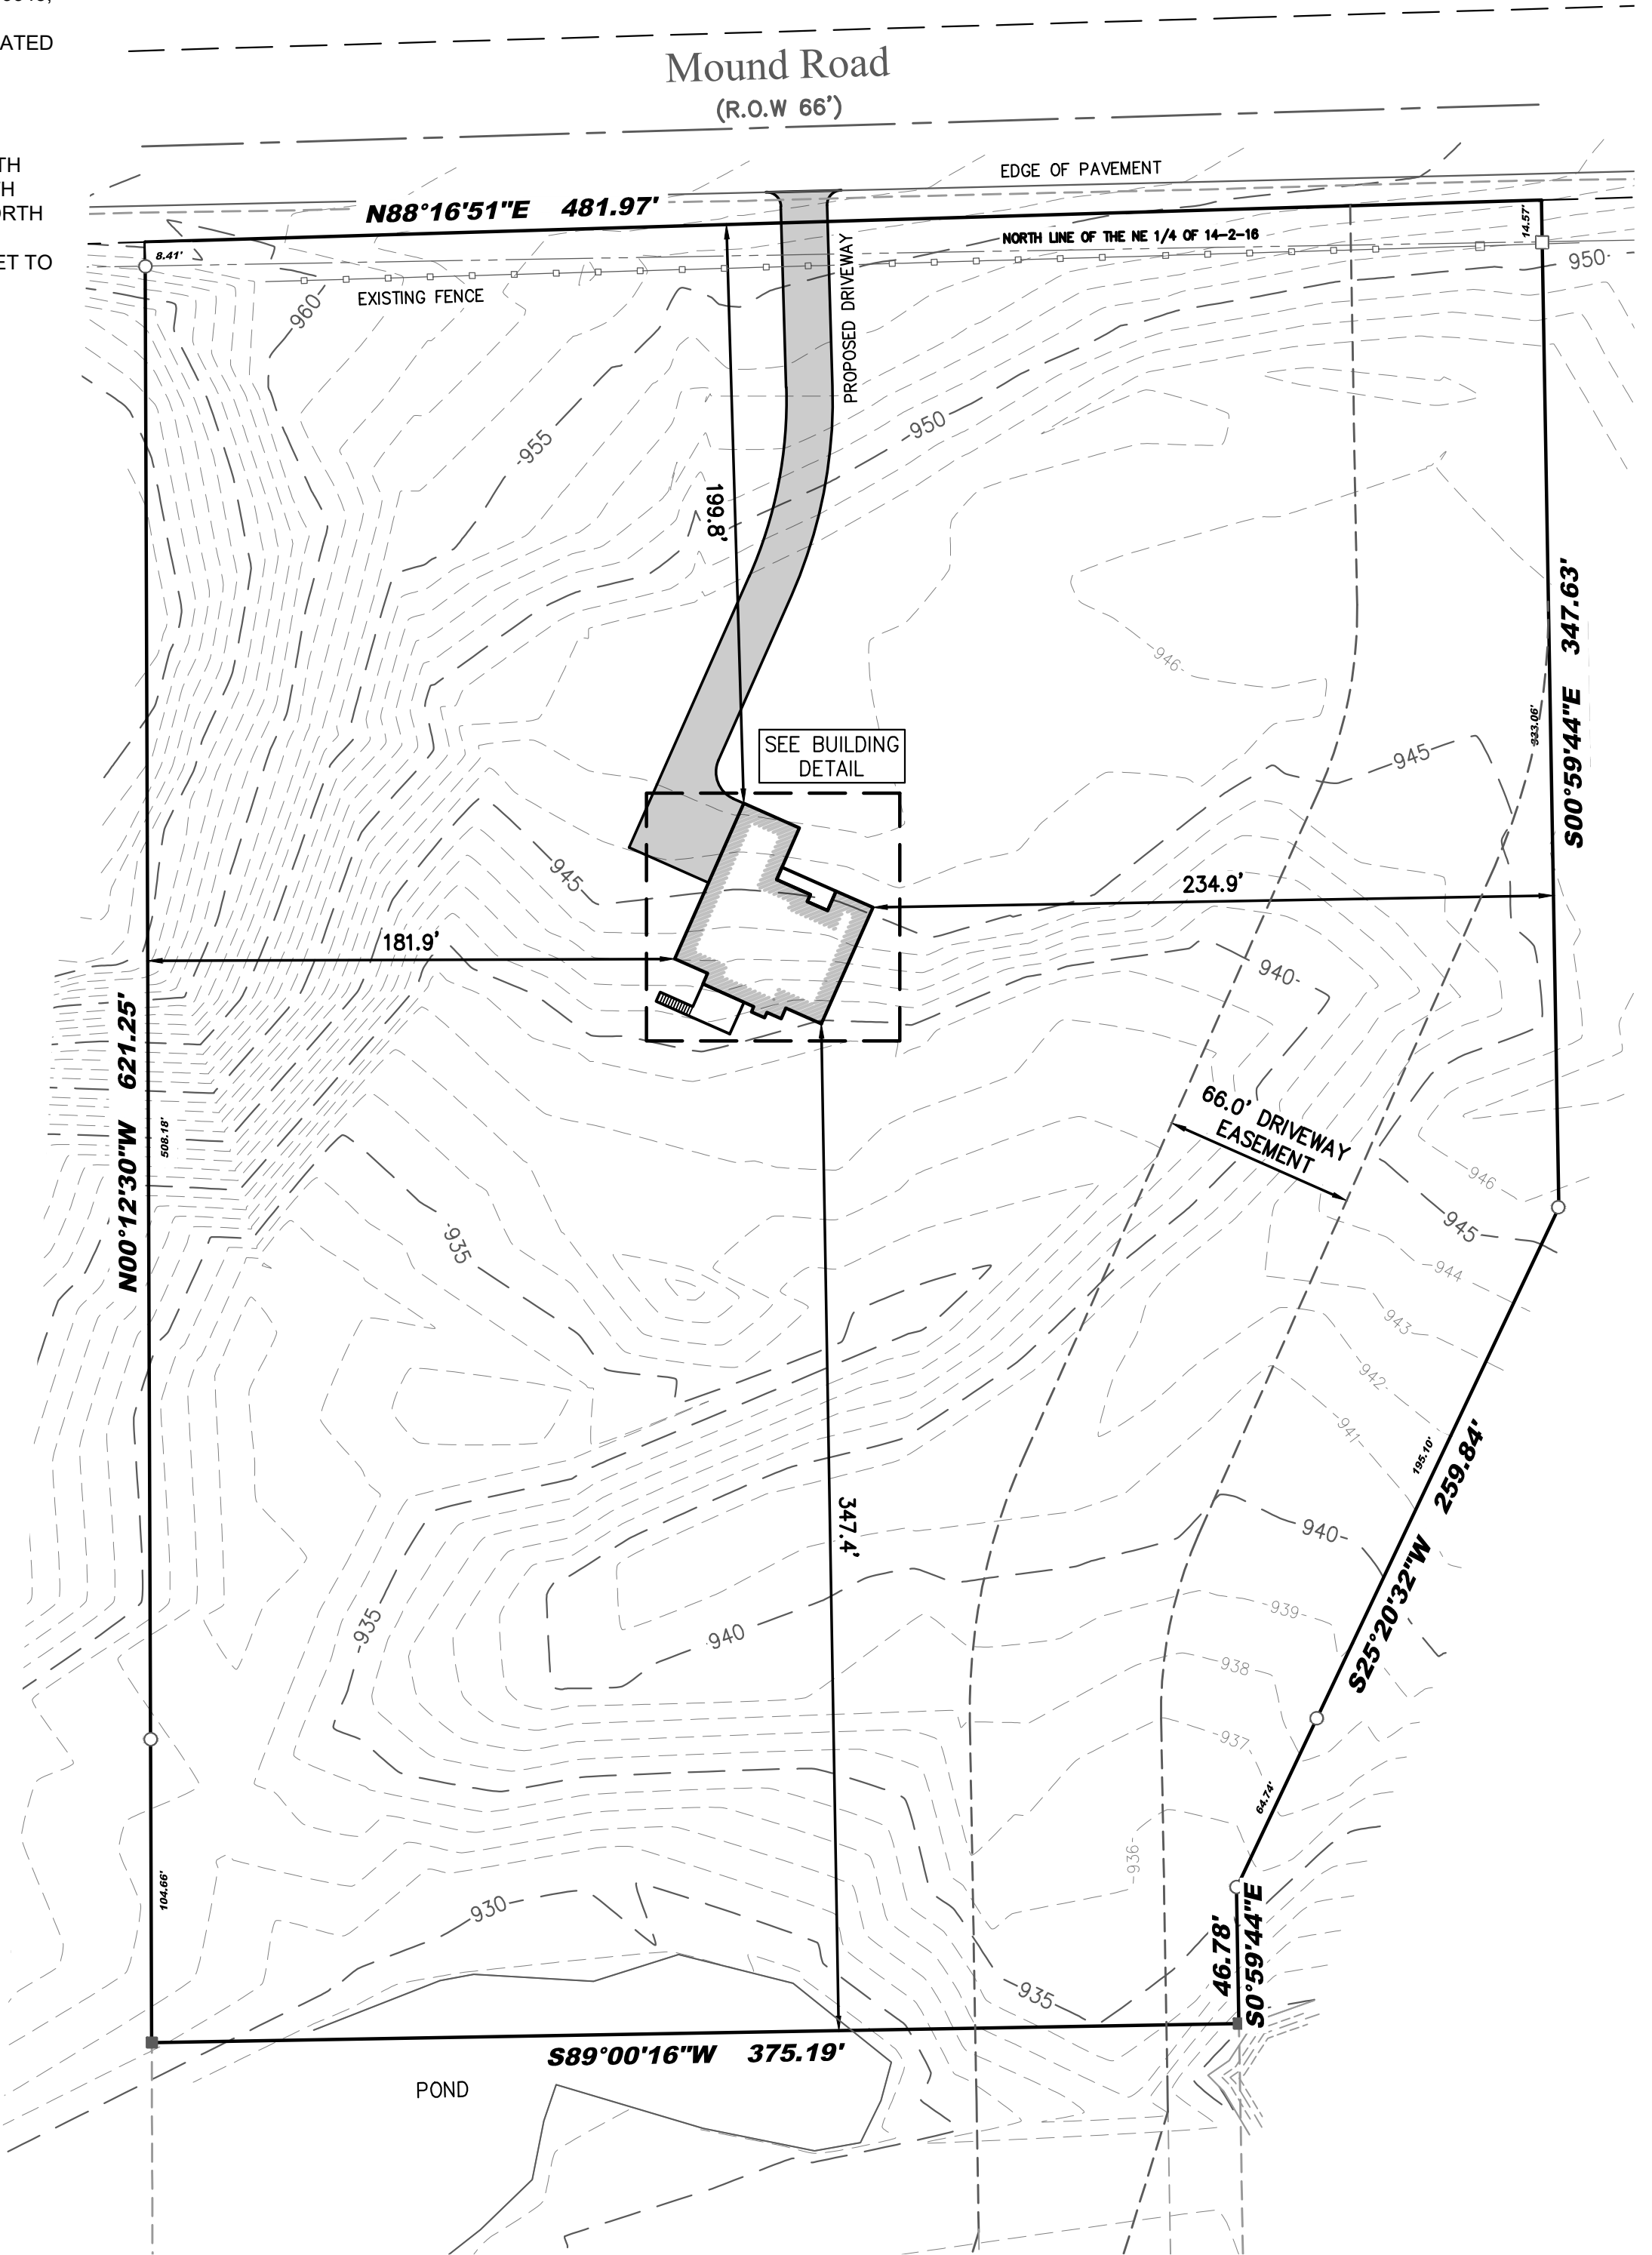 ATED
Mound Road
(R.O.W 66')
TH
TH
ORTH
ET TO
EDGE OF PAVEMENT
N88°16'51"E 481.97'
14.57'
NORTH LINE OF THE NE 1/4 OF 14-2-16
8.41'
950
EXISTING FENCE
960
PROPOSED DRIVEWAY
955
950
199.8'
S00°59'44"E 347.63'
946
333.06'
SEE BUILDING
DETAIL
945
945
234.9'
181.9'
940
N00°12'30"W 621.25'
508.18'
66.0' DRIVEWAY
EASEMENT
946
935
945
944
943
942
941
195.10'
S25°20'32"W 259.84'
347.4'
940
939
935
940
938
937
64.74'
936
104.66'
930
46.78'
S0°59'44"E
935
S89°00'16"W 375.19'
POND